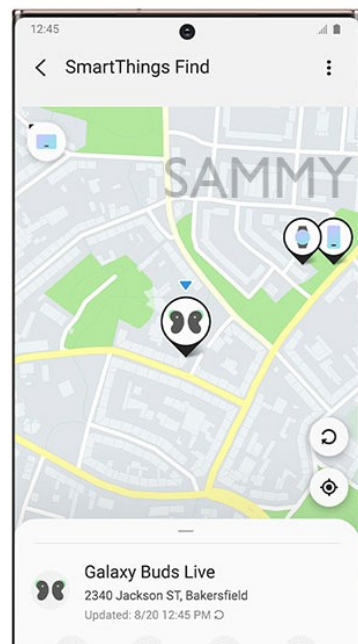 12:45
SmartThings Find
SAMMY
Galaxy Buds Live
2340 Jackson ST, Bakersfield
Updated: 8/20 12:45 PM